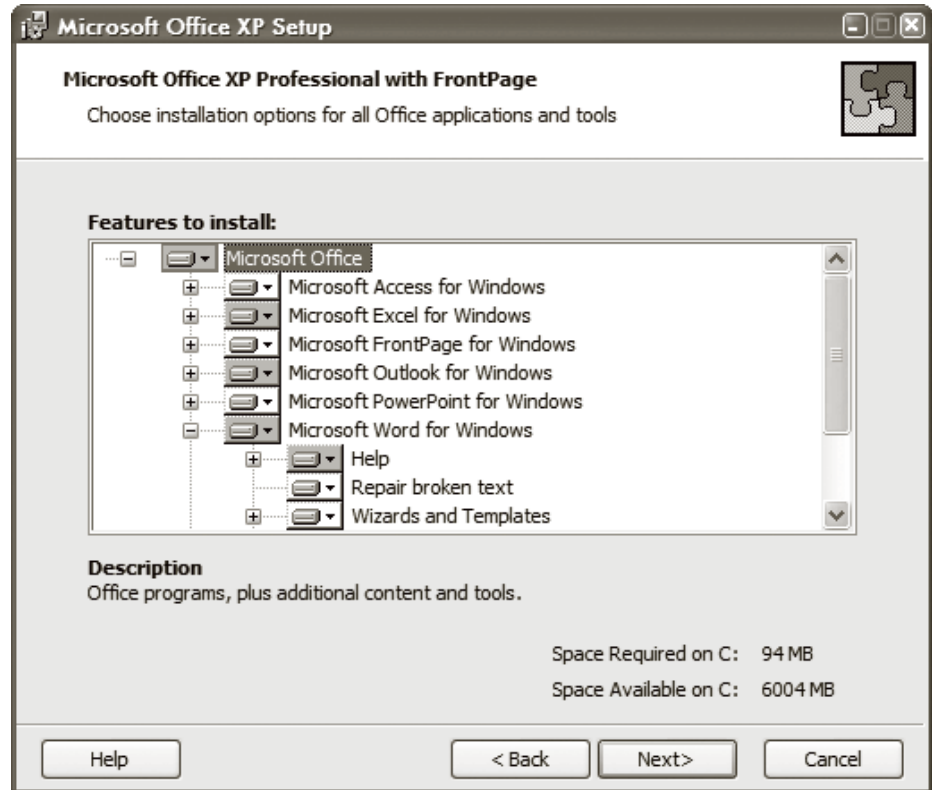 Microsoft Office XP Setup
Microsoft Office XP Professional with FrontPage
Choose installation options for all Office applications and tools
Features to install:
Microsoft Office
Microsoft Access for Windows
Microsoft Excel for Windows
Microsoft FrontPage for Windows
Microsoft Outlook for Windows
Microsoft PowerPoint for Windows
Microsoft Word for Windows
Help
Repair broken text
Wizards and Templates
Description
Office programs, plus additional content and tools.
Space Required on C: 94 MB
Space Available on C: 6004 MB
Help < Back Next> Cancel